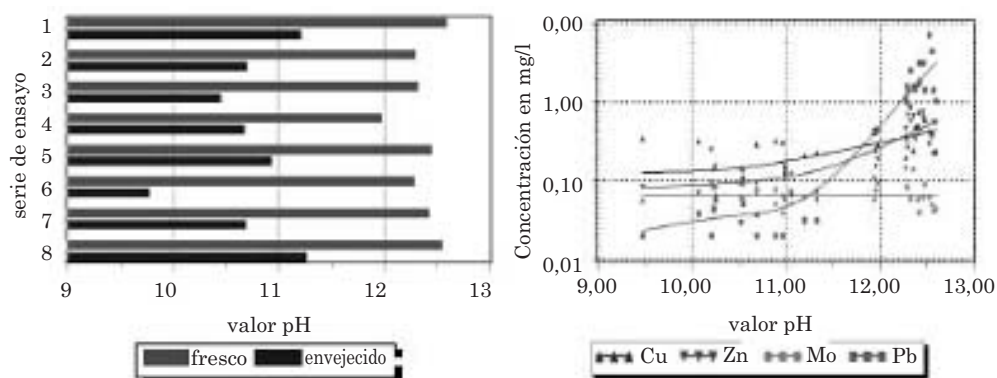 serie de ensayo
1
2
3
4
5
6
7
8
9 10 11 12 13
valor pH
fresco envejecido
Concentración en mg/l
0,00
1,00
0,10
0,01
9,00 10,00 11,00 12,00 13,00
valor pH
Cu Zn Mo Pb